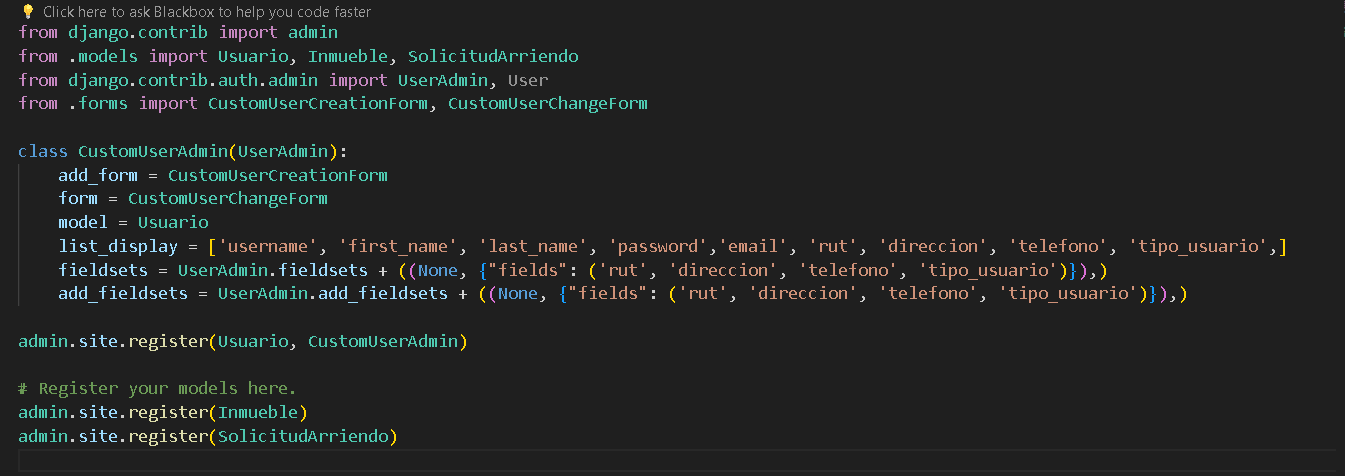 Click here to ask Blackbox to help you code faster
from django.contrib import admin
from .models import Usuario, Inmueble, SolicitudArriendo
from django.contrib.auth.admin import UserAdmin, User
from .forms import CustomUserCreationForm, CustomUserChangeForm
class CustomUserAdmin(UserAdmin):
    add_form = CustomUserCreationForm
    form = CustomUserChangeForm
    model = Usuario
    list_display = ['username', 'first_name', 'last_name', 'password','email', 'rut', 'direccion', 'telefono', 'tipo_usuario',]
    fieldsets = UserAdmin.fieldsets + ((None, {"fields": ('rut', 'direccion', 'telefono', 'tipo_usuario')}),)
    add_fieldsets = UserAdmin.add_fieldsets + ((None, {"fields": ('rut', 'direccion', 'telefono', 'tipo_usuario')}),)
admin.site.register(Usuario, CustomUserAdmin)
# Register your models here.
admin.site.register(Inmueble)
admin.site.register(SolicitudArriendo)